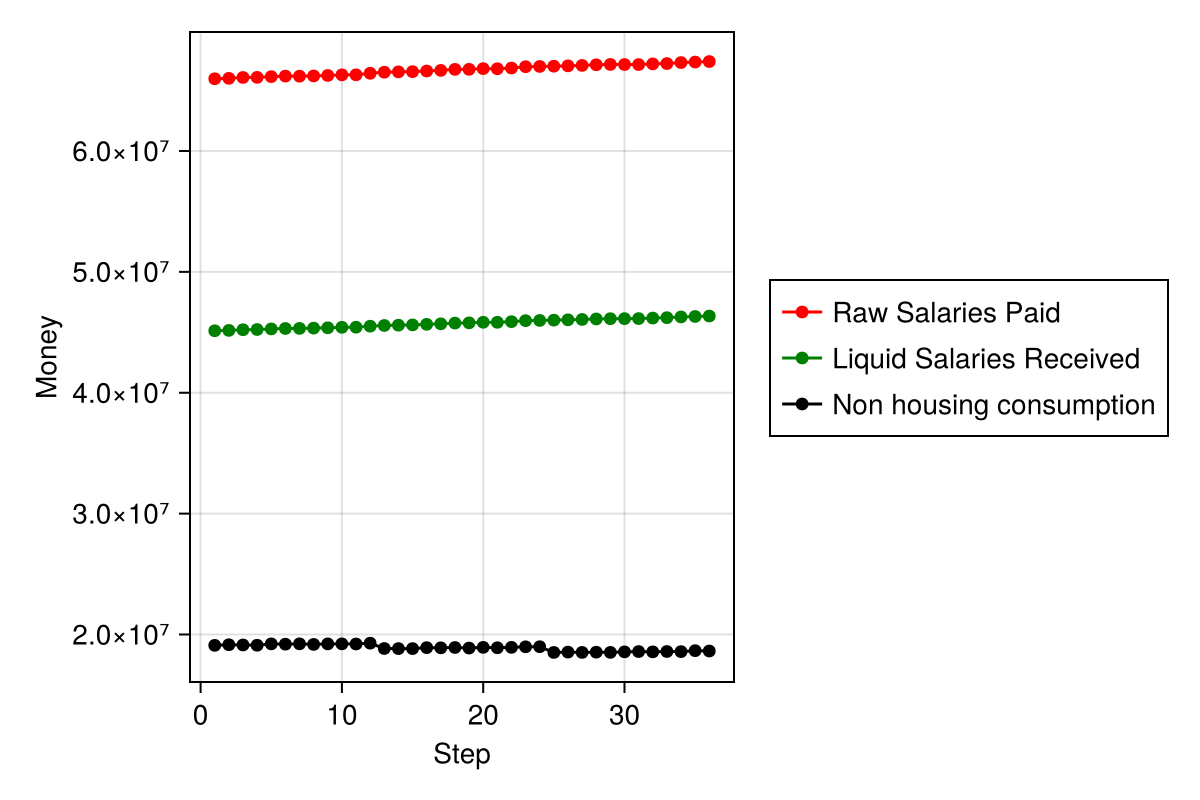 6.0×10⁷
5.0×10⁷
4.0×10⁷
3.0×10⁷
2.0×10⁷
Money
0 10 20 30
Step
Raw Salaries Paid
Liquid Salaries Received
Non housing consumption